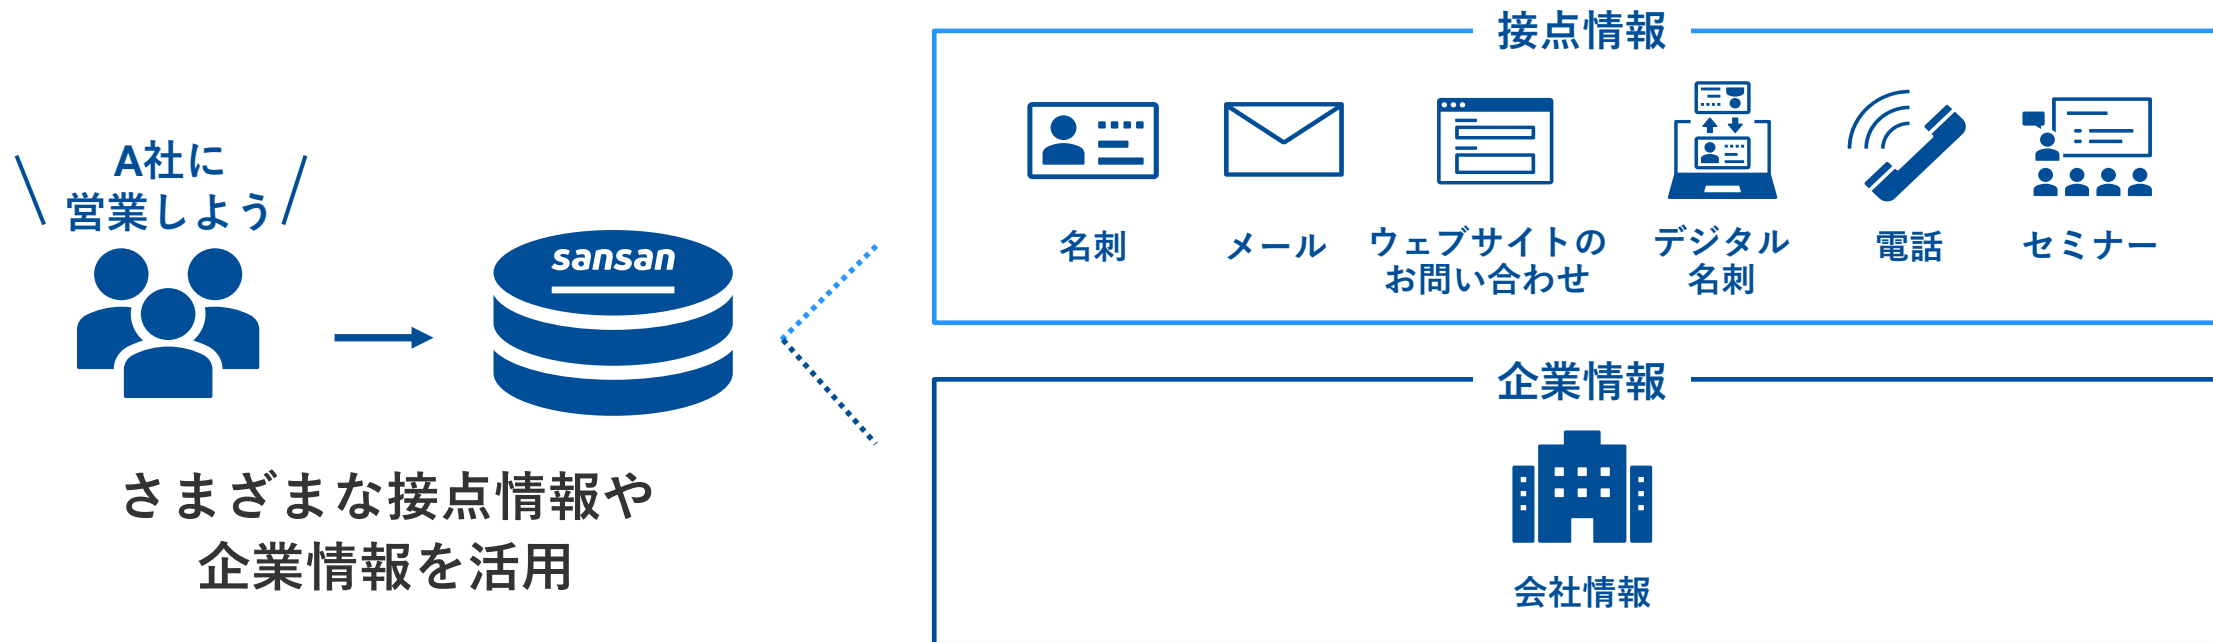 A社に
営業しよう
sansan
さまざまな接点情報や
企業情報を活用
接点情報
名刺
メール
ウェブサイトの
お問い合わせ
デジタル
名刺
電話
セミナー
企業情報
会社情報